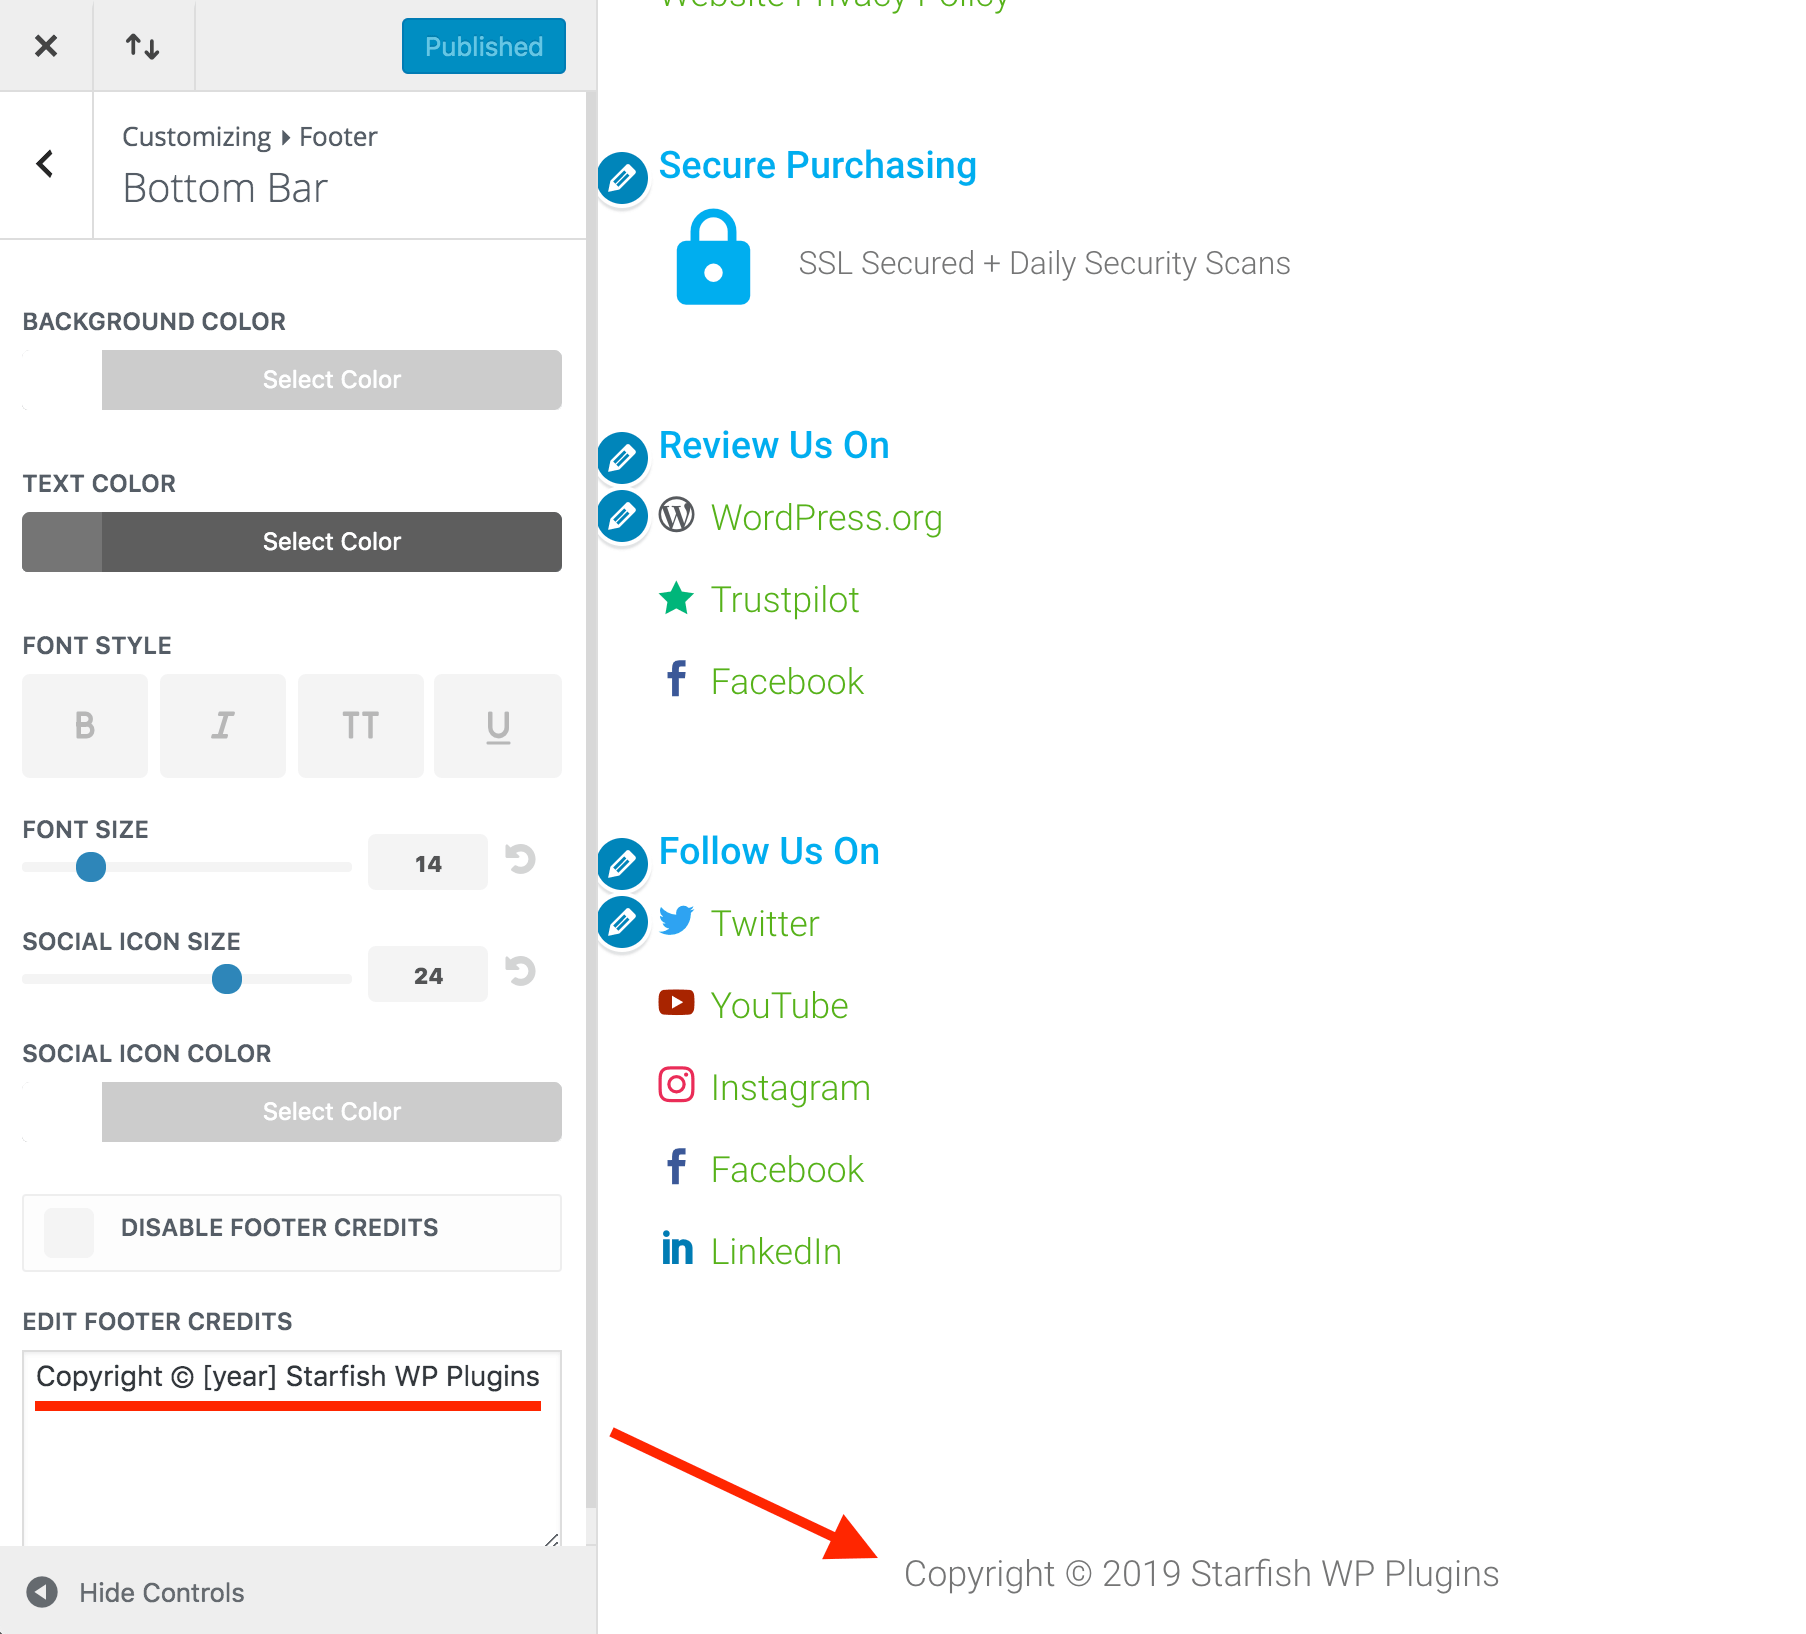 Published
Customizing ▸ Footer
Bottom Bar
BACKGROUND COLOR
Select Color
TEXT COLOR
Select Color
FONT STYLE
B I TT U
FONT SIZE
14
SOCIAL ICON SIZE
24
SOCIAL ICON COLOR
Select Color
DISABLE FOOTER CREDITS
EDIT FOOTER CREDITS
Copyright © [year] Starfish WP Plugins
Hide Controls
Website Privacy Policy
Secure Purchasing
SSL Secured + Daily Security Scans
Review Us On
WordPress.org
Trustpilot
Facebook
Follow Us On
Twitter
YouTube
Instagram
Facebook
LinkedIn
Copyright © 2019 Starfish WP Plugins